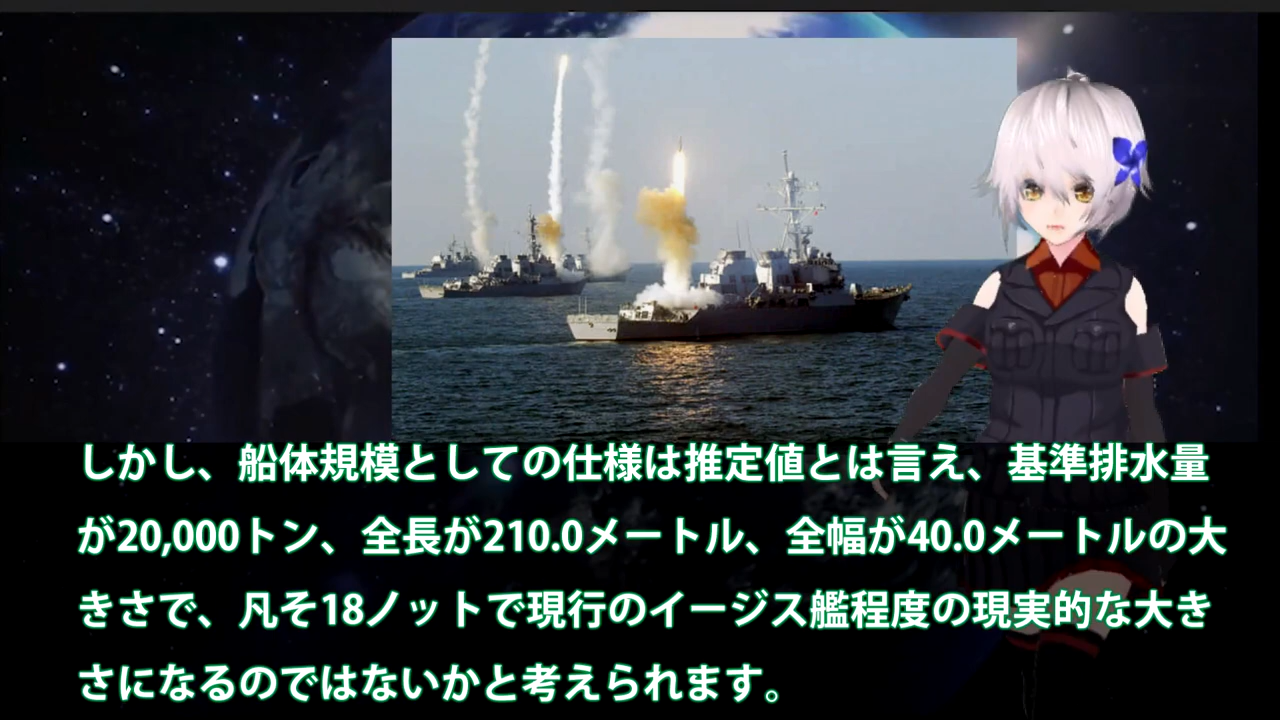 しかし、船体規模としての仕様は推定値とは言え、基準排水量
が20,000トン、全長が210.0メートル、全幅が40.0メートルの大
きさで、凡そ18ノットで現行のイージス艦程度の現実的な大き
さになるのではないかと考えられます。